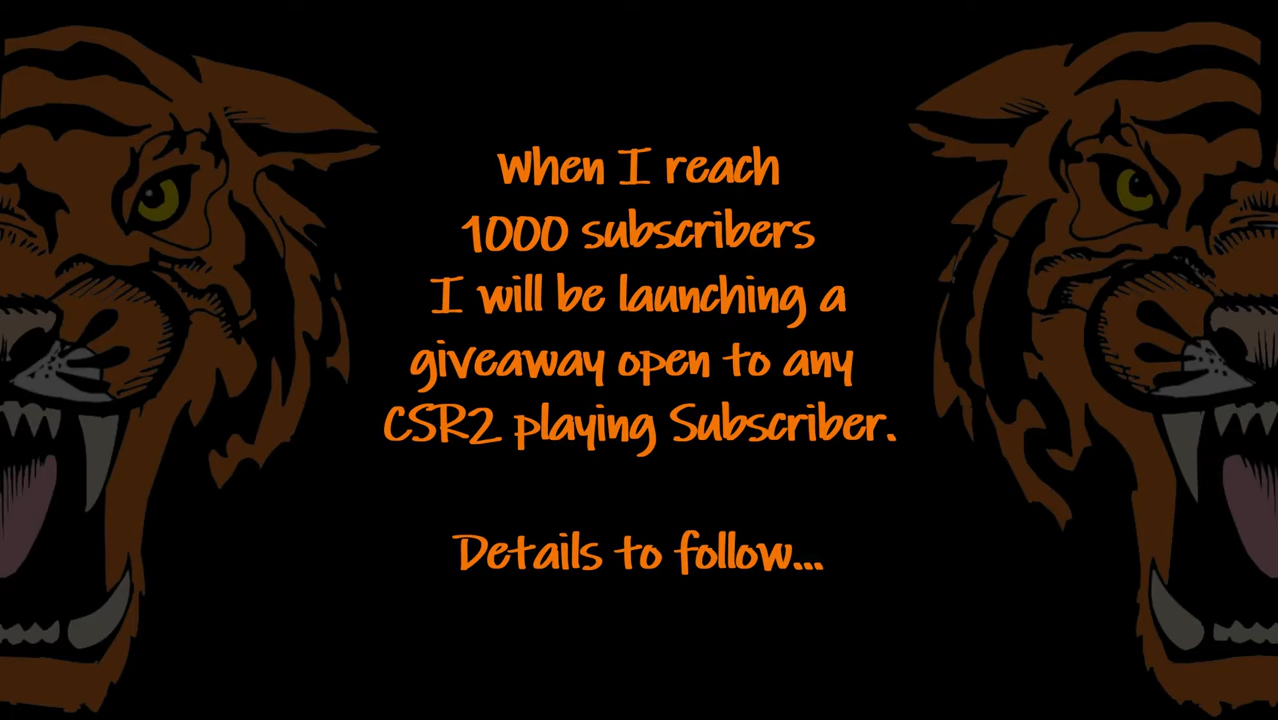 When I reach
1000 subscribers
I will be launching a
giveaway open to any
CSR2 playing Subscriber.
Details to follow...